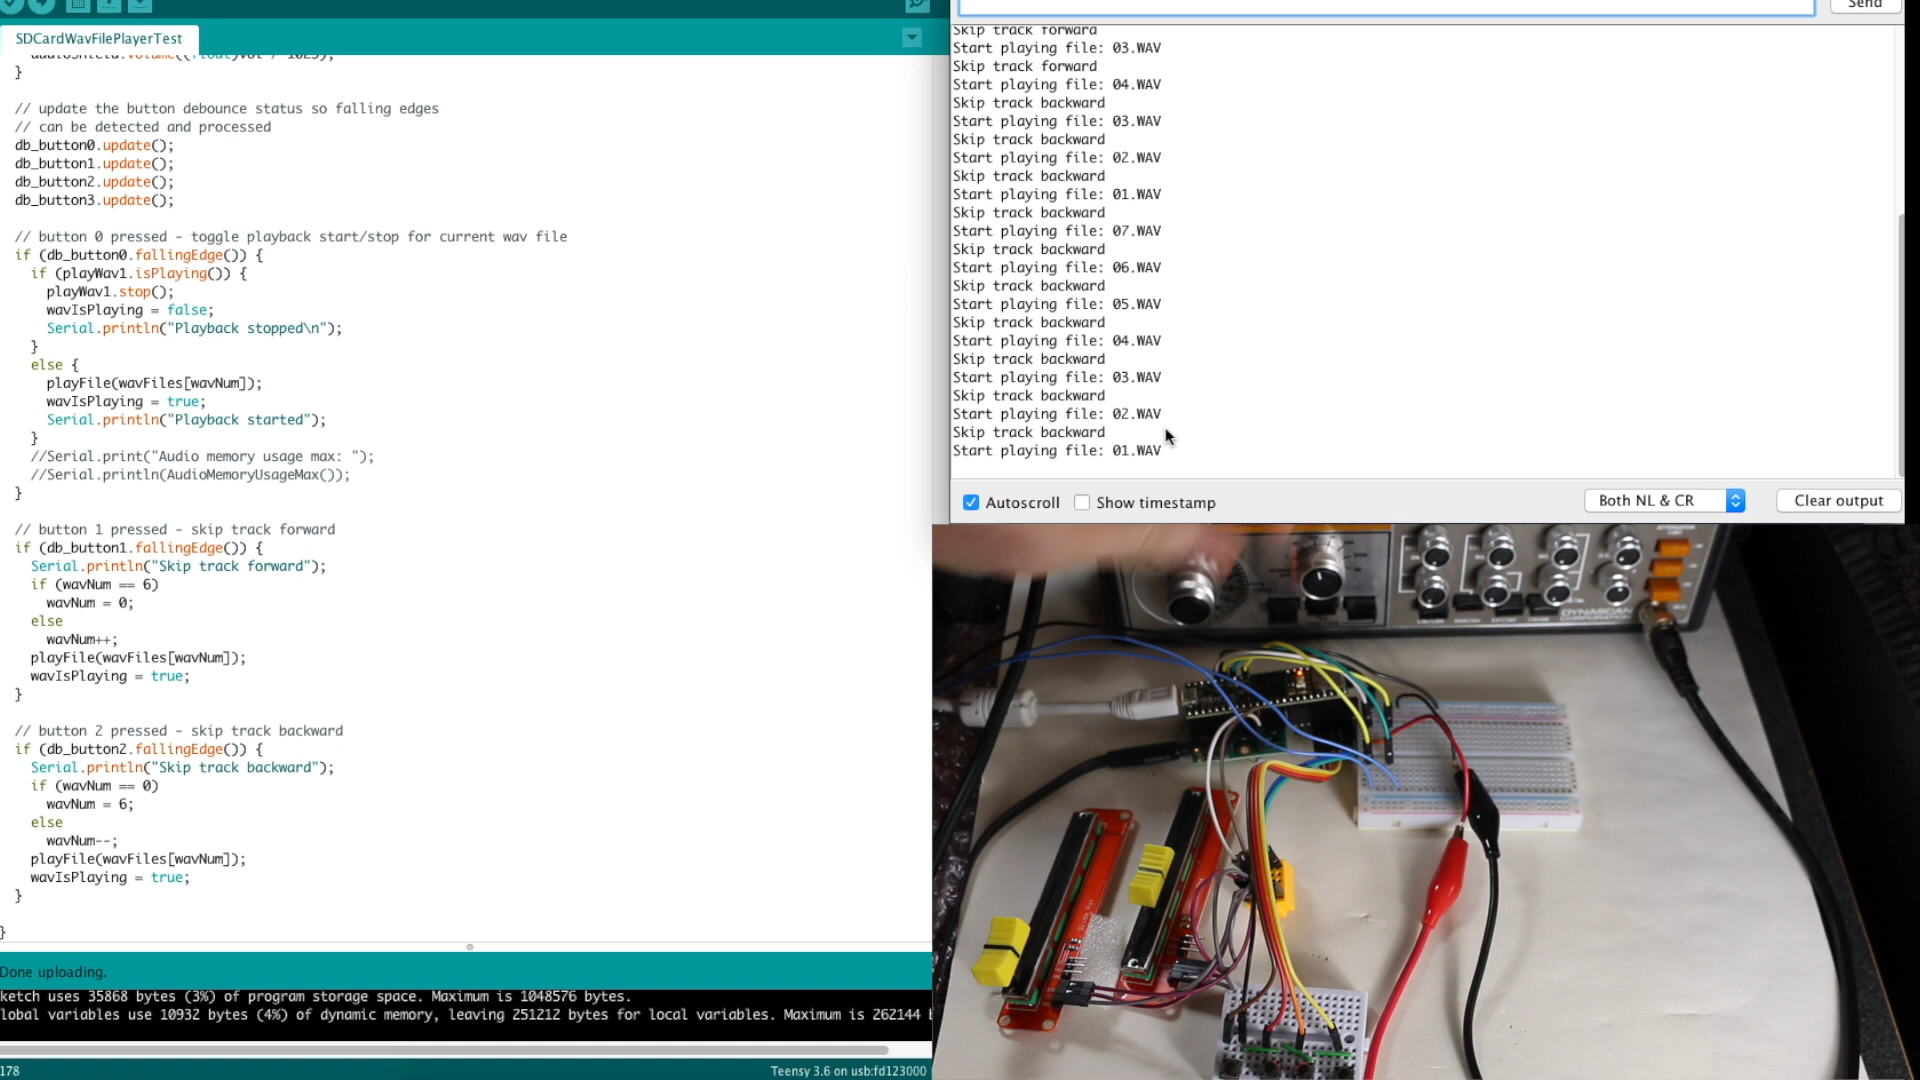 SDCardWavFilePlayerTest
audioShield.volume((float)vol / 1023);
}
// update the button debounce status so falling edges
// can be detected and processed
db_button0.update();
db_button1.update();
db_button2.update();
db_button3.update();
// button 0 pressed - toggle playback start/stop for current wav file
if (db_button0.fallingEdge()) {
if (playWav1.isPlaying()) {
playWav1.stop();
wavIsPlaying = false;
Serial.println("Playback stopped\n");
}
else {
playFile(wavFiles[wavNum]);
wavIsPlaying = true;
Serial.println("Playback started");
}
//Serial.print("Audio memory usage max: ");
//Serial.println(AudioMemoryUsageMax());
}
// button 1 pressed - skip track forward
if (db_button1.fallingEdge()) {
Serial.println("Skip track forward");
if (wavNum == 6)
wavNum = 0;
else
wavNum++;
playFile(wavFiles[wavNum]);
wavIsPlaying = true;
}
// button 2 pressed - skip track backward
if (db_button2.fallingEdge()) {
Serial.println("Skip track backward");
if (wavNum == 0)
wavNum = 6;
else
wavNum--;
playFile(wavFiles[wavNum]);
wavIsPlaying = true;
}
}
Done uploading.
ketch uses 35868 bytes (3%) of program storage space. Maximum is 1048576 bytes.
lobal variables use 10932 bytes (4%) of dynamic memory, leaving 251212 bytes for local variables. Maximum is 262144 b
178
Teensy 3.6 on usb:fd123000
Send
Skip track forward
Start playing file: 03.WAV
Skip track forward
Start playing file: 04.WAV
Skip track backward
Start playing file: 03.WAV
Skip track backward
Start playing file: 02.WAV
Skip track backward
Start playing file: 01.WAV
Skip track backward
Start playing file: 07.WAV
Skip track backward
Start playing file: 06.WAV
Skip track backward
Start playing file: 05.WAV
Skip track backward
Start playing file: 04.WAV
Skip track backward
Start playing file: 03.WAV
Skip track backward
Start playing file: 02.WAV
Skip track backward
Start playing file: 01.WAV
Autoscroll
Show timestamp
Both NL & CR
Clear output
DYNASCAN
CORPORATION